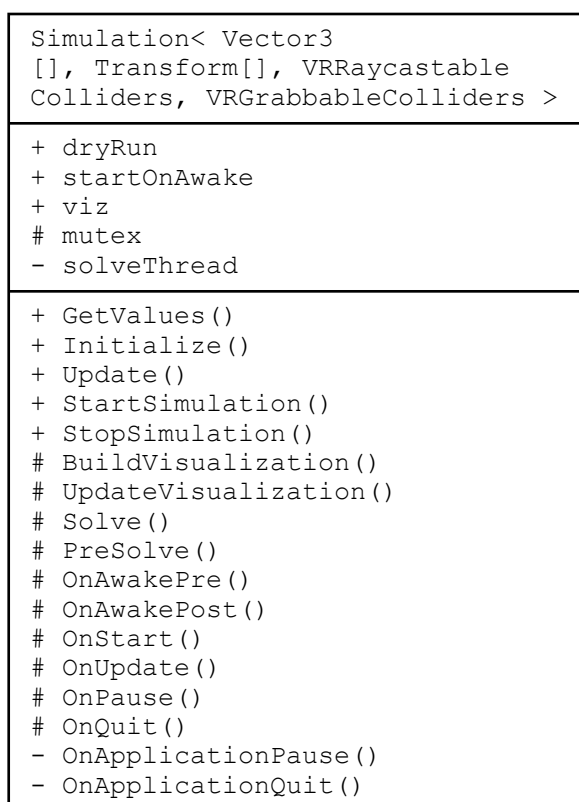 Simulation< Vector3
[], Transform[], VRRaycastable
Colliders, VRGrabbableColliders >
+ dryRun
+ startOnAwake
+ viz
# mutex
- solveThread
+ GetValues()
+ Initialize()
+ Update()
+ StartSimulation()
+ StopSimulation()
# BuildVisualization()
# UpdateVisualization()
# Solve()
# PreSolve()
# OnAwakePre()
# OnAwakePost()
# OnStart()
# OnUpdate()
# OnPause()
# OnQuit()
- OnApplicationPause()
- OnApplicationQuit()